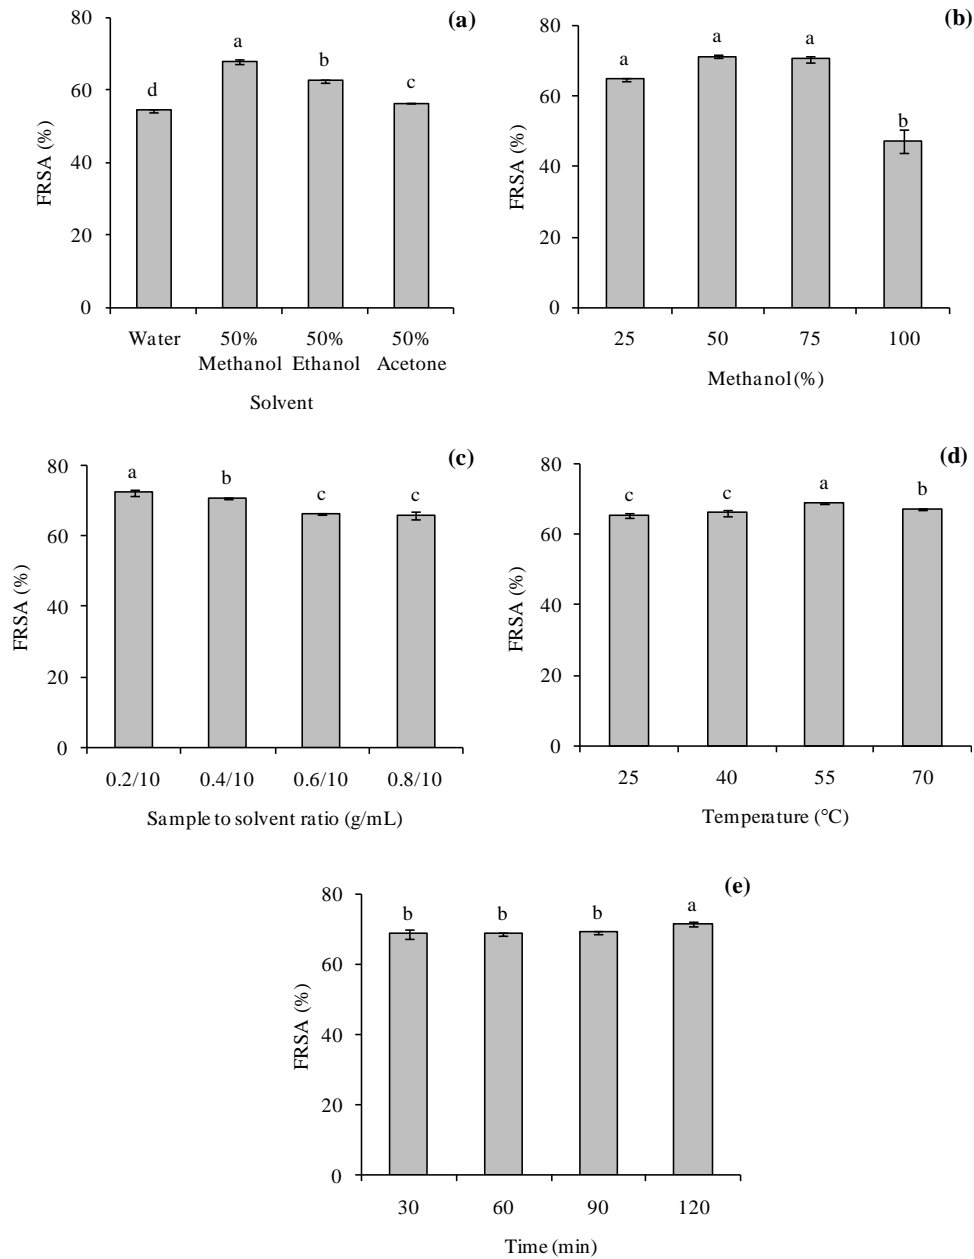 (a)
80
60
40
20
0
FRSA (%)
d
a
b
c
Water
50%
Methanol
50%
Ethanol
50%
Acetone
Solvent
(b)
80
60
40
20
0
FRSA (%)
a
a
a
b
25 50 75 100
Methanol (%)
(c)
80
60
40
20
0
FRSA (%)
a
b
c
c
0.2/10 0.4/10 0.6/10 0.8/10
Sample to solvent ratio (g/mL)
(d)
80
60
40
20
0
FRSA (%)
c
c
a
b
25 40 55 70
Temperature (°C)
(e)
80
60
40
20
0
FRSA (%)
b
b
b
a
30 60 90 120
Time (min)